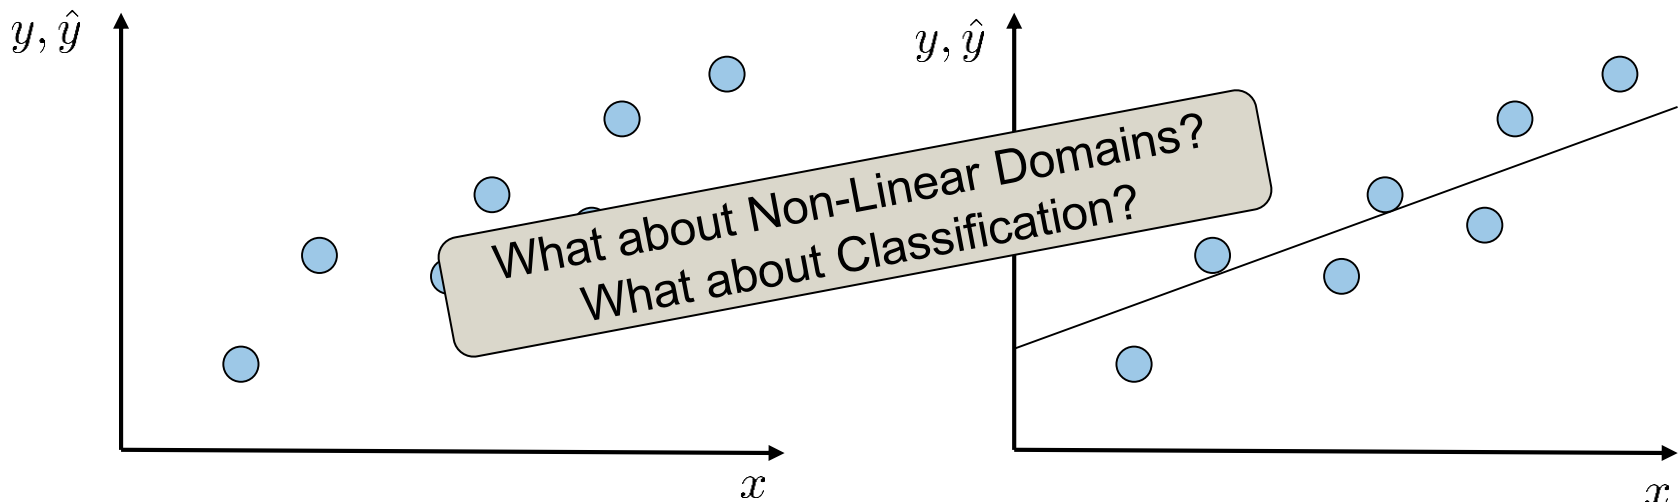 y, ŷ
y, ŷ
What about Non-Linear Domains?
What about Classification?
x
x